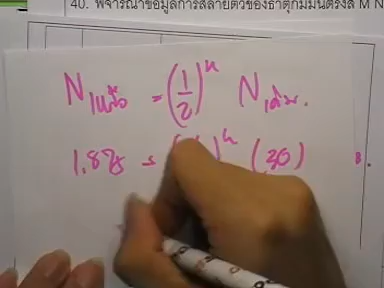 40. พิจารณาข้อมูลการสลายตัวของธาตุกัมมันตรังสี M N
N เหลือ = (1/2)^n N เดิม.
1.875 = ( )^n (30)
8.